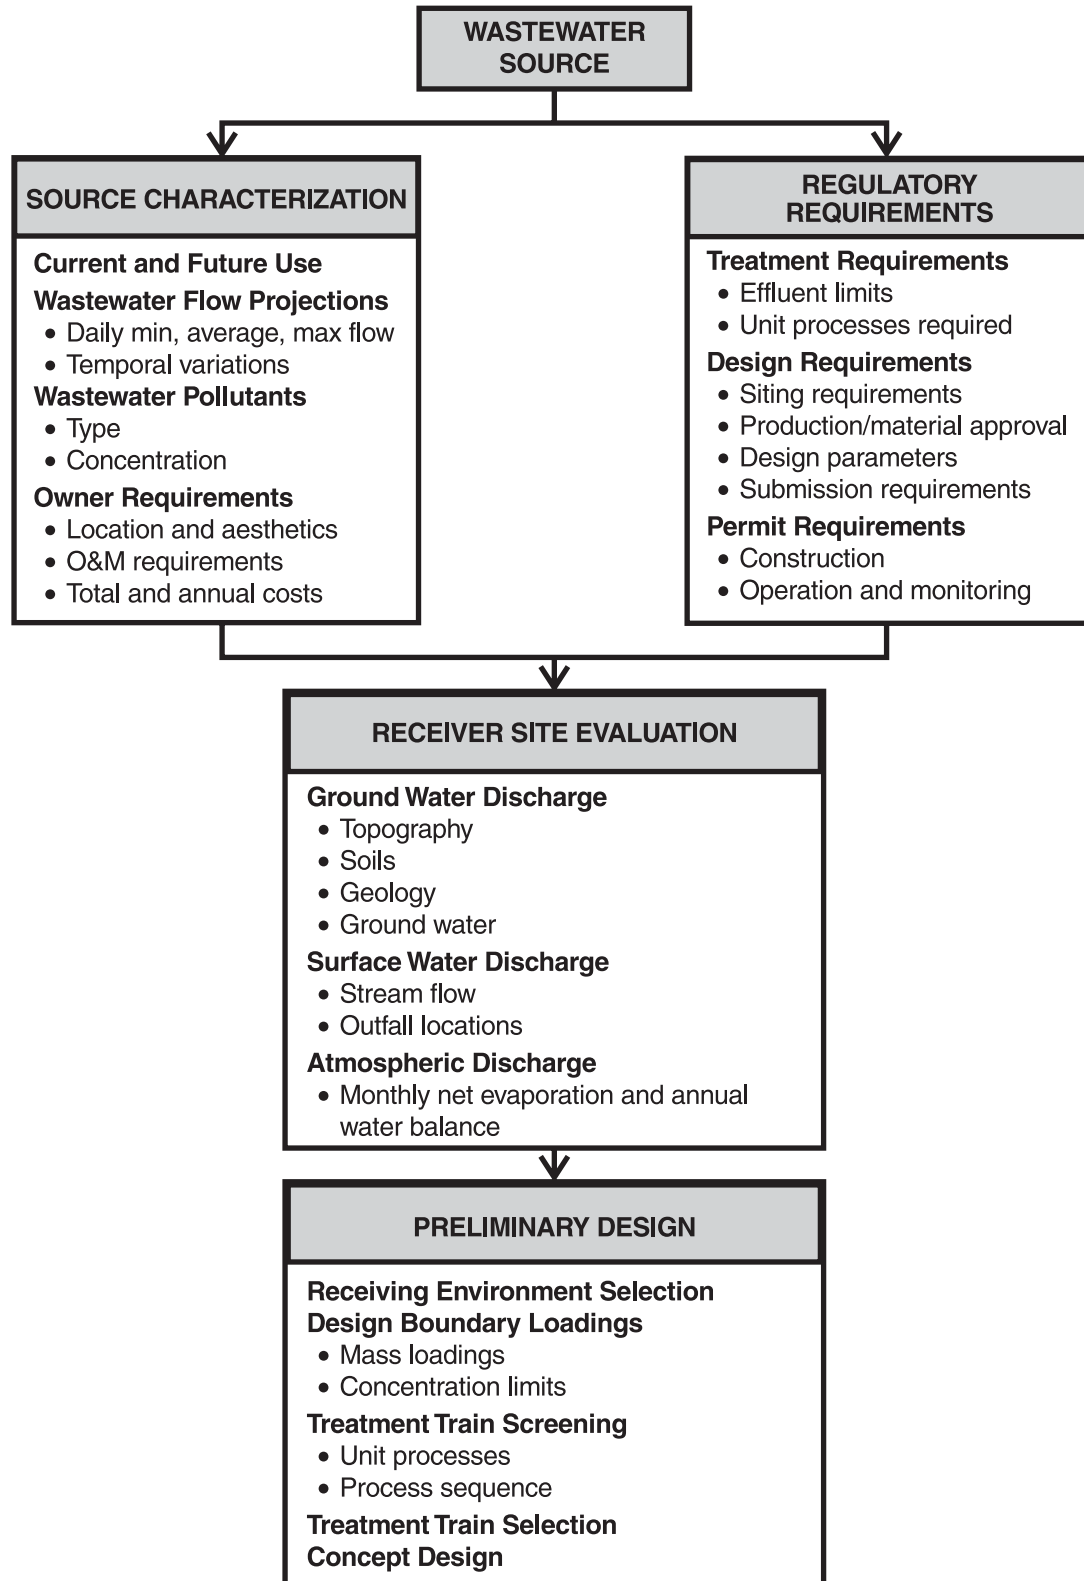 WASTEWATER
SOURCE
SOURCE CHARACTERIZATION
Current and Future Use
Wastewater Flow Projections
• Daily min, average, max flow
• Temporal variations
Wastewater Pollutants
• Type
• Concentration
Owner Requirements
• Location and aesthetics
• O&M requirements
• Total and annual costs
REGULATORY
REQUIREMENTS
Treatment Requirements
• Effluent limits
• Unit processes required
Design Requirements
• Siting requirements
• Production/material approval
• Design parameters
• Submission requirements
Permit Requirements
• Construction
• Operation and monitoring
RECEIVER SITE EVALUATION
Ground Water Discharge
• Topography
• Soils
• Geology
• Ground water
Surface Water Discharge
• Stream flow
• Outfall locations
Atmospheric Discharge
• Monthly net evaporation and annual
water balance
PRELIMINARY DESIGN
Receiving Environment Selection
Design Boundary Loadings
• Mass loadings
• Concentration limits
Treatment Train Screening
• Unit processes
• Process sequence
Treatment Train Selection
Concept Design